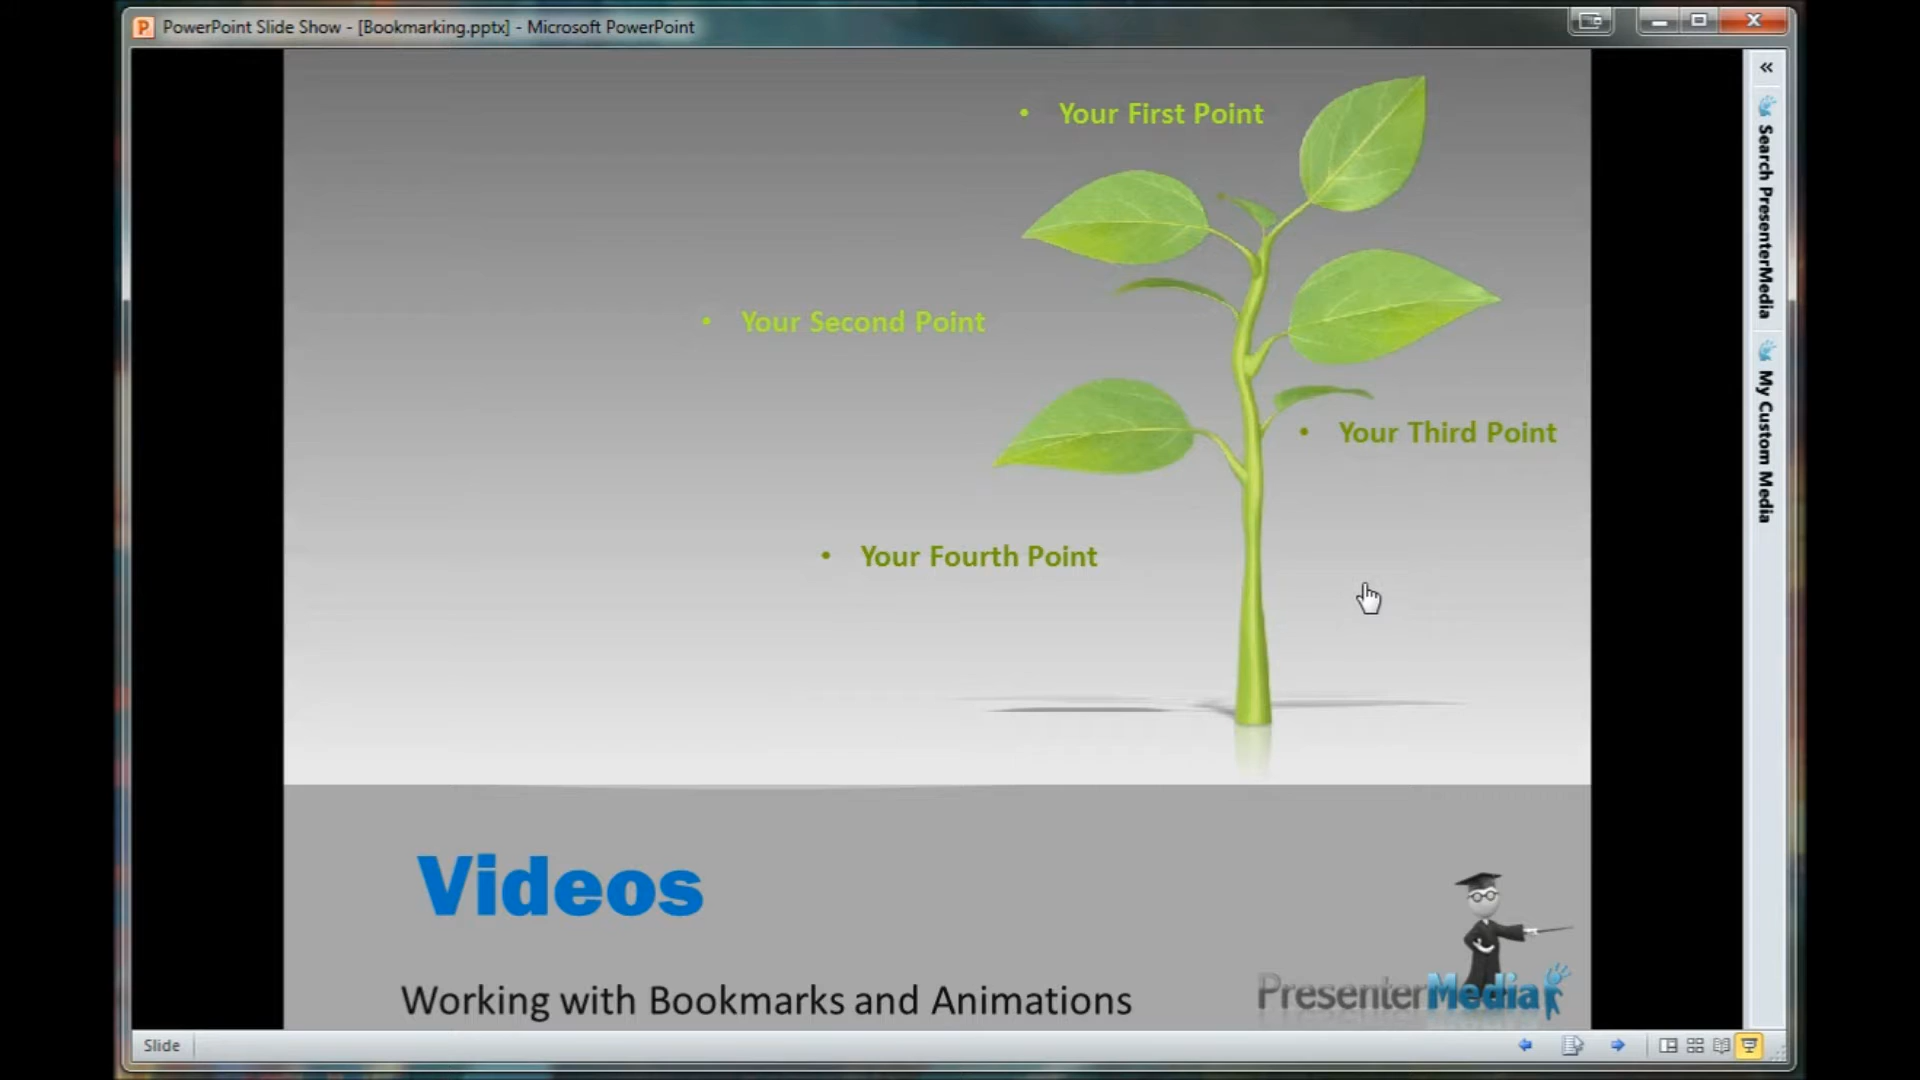 PowerPoint Slide Show - [Bookmarking.pptx] - Microsoft PowerPoint
• Your First Point
• Your Second Point
• Your Third Point
• Your Fourth Point
Videos
Working with Bookmarks and Animations
PresenterMedia
Search PresenterMedia
My Custom Media
Slide